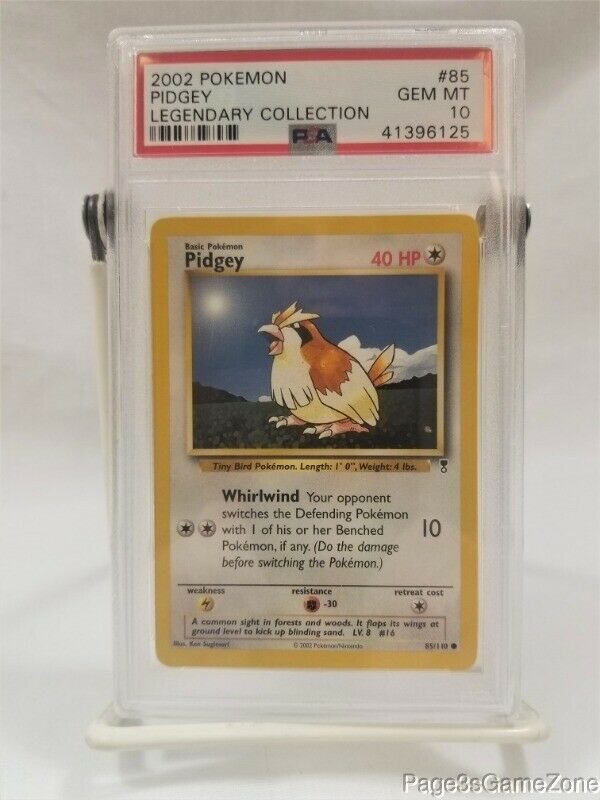 2002 POKEMON #85
PIDGEY GEM MT
LEGENDARY COLLECTION 10
PSA 41396125
Basic Pokémon
Pidgey 40 HP
Tiny Bird Pokémon. Length: 1' 0", Weight: 4 lbs.
Whirlwind Your opponent
switches the Defending Pokémon
with 1 of his or her Benched 10
Pokémon, if any. (Do the damage
before switching the Pokémon.)
weakness resistance retreat cost
-30
A common sight in forests and woods. It flaps its wings at
ground level to kick up blinding sand. LV. 8 #16
Illus. Ken Sugimori © 2002 Pokémon/Nintendo 85/110
Page3sGameZone